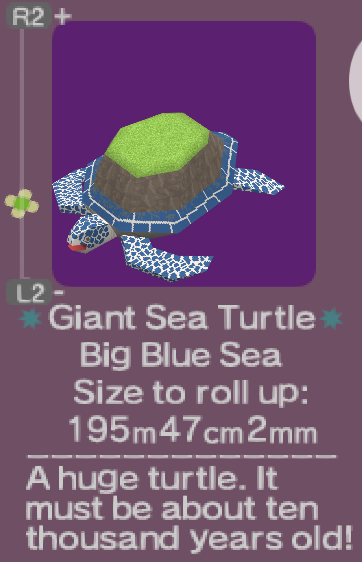 R2 +
L2 -
Giant Sea Turtle
Big Blue Sea
Size to roll up:
195m47cm2mm
A huge turtle. It
must be about ten
thousand years old!